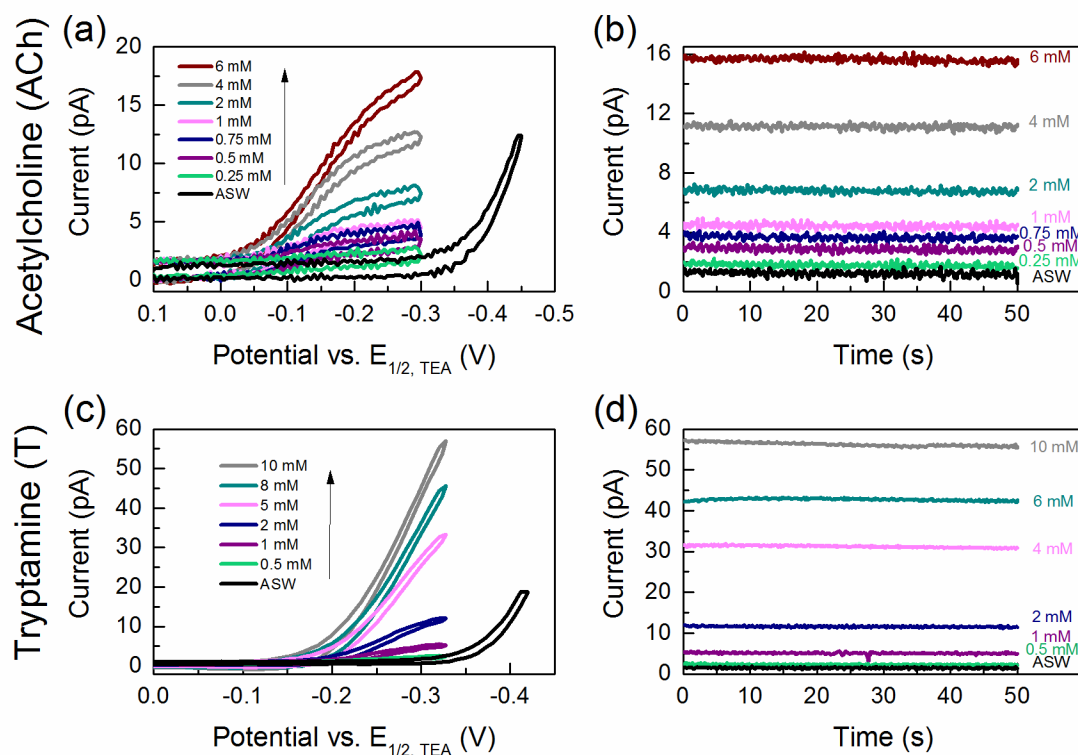 Acetylcholine (ACh)
(a)
Current (pA)
20
15
10
5
0
6 mM
4 mM
2 mM
1 mM
0.75 mM
0.5 mM
0.25 mM
ASW
0.1 0.0 -0.1 -0.2 -0.3 -0.4 -0.5
Potential vs. E1/2, TEA (V)
(b)
Current (pA)
16
12
8
4
0
6 mM
4 mM
2 mM
1 mM
0.75 mM
0.5 mM
0.25 mM
ASW
0 10 20 30 40 50
Time (s)
Tryptamine (T)
(c)
Current (pA)
60
50
40
30
20
10
0
10 mM
8 mM
5 mM
2 mM
1 mM
0.5 mM
ASW
0.0 -0.1 -0.2 -0.3 -0.4
Potential vs. E1/2, TEA (V)
(d)
Current (pA)
60
50
40
30
20
10
0
10 mM
6 mM
4 mM
2 mM
1 mM
0.5 mM
ASW
0 10 20 30 40 50
Time (s)